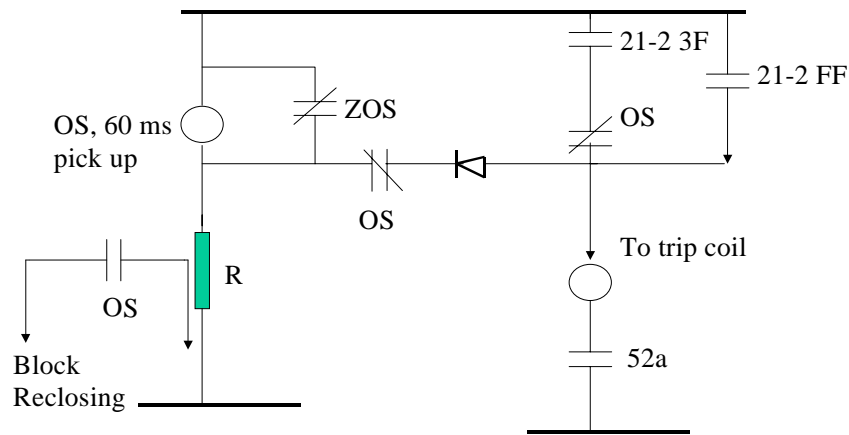 21-2 3F
21-2 FF
ZOS
OS, 60 ms
pick up
OS
OS
To trip coil
R
OS
Block
Reclosing
52a